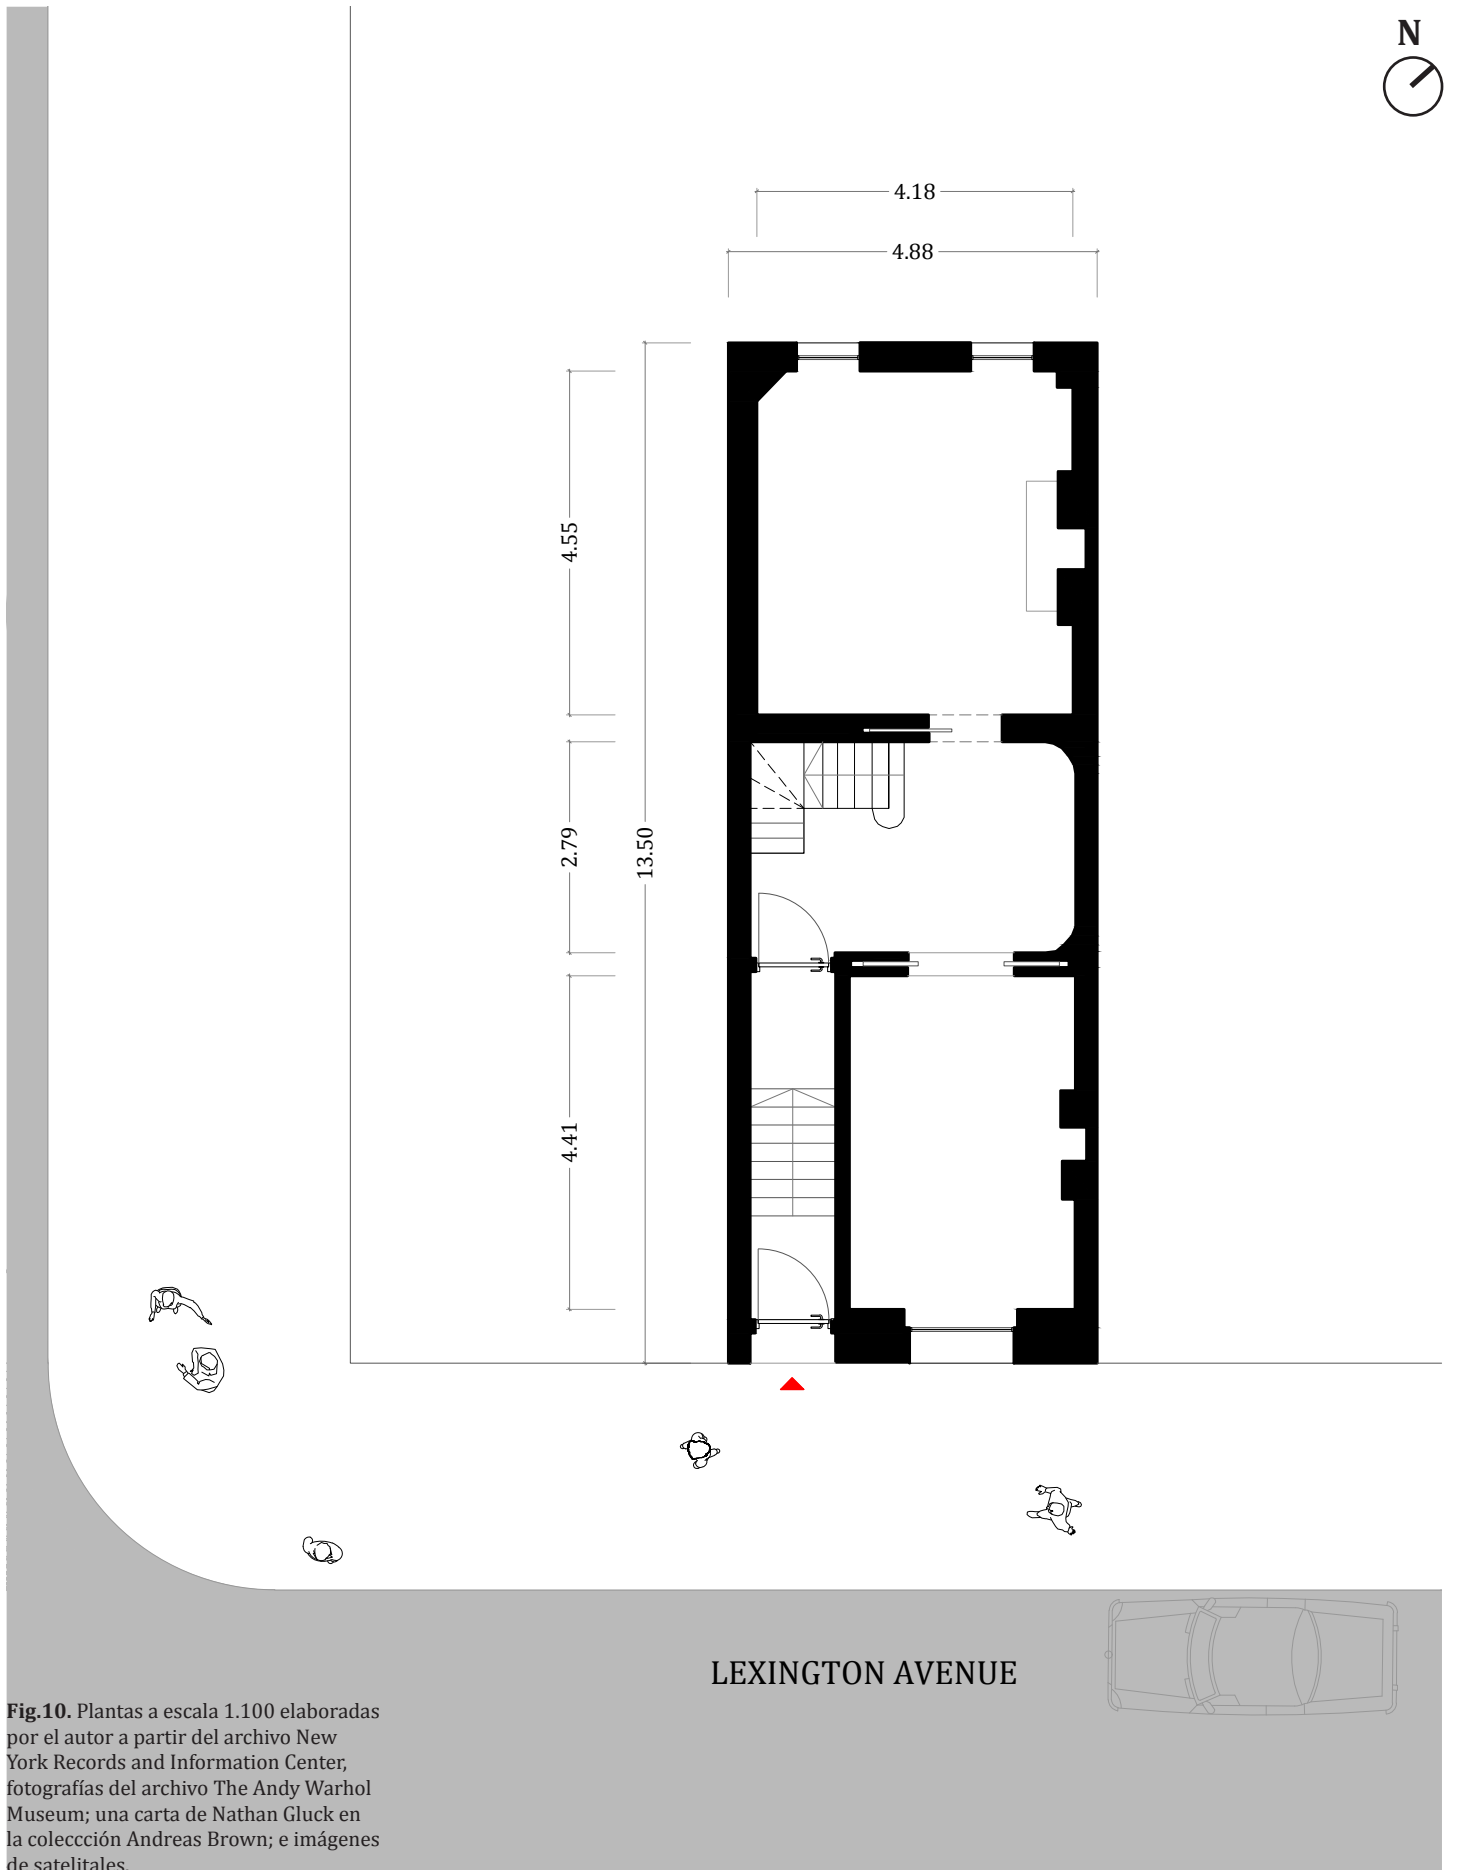 N
4.18
4.88
4.55
2.79
13.50
4.41
LEXINGTON AVENUE
Fig.10. Plantas a escala 1.100 elaboradas
por el autor a partir del archivo New
York Records and Information Center,
fotografías del archivo The Andy Warhol
Museum; una carta de Nathan Gluck en
la coleccción Andreas Brown; e imágenes
de satelitales.